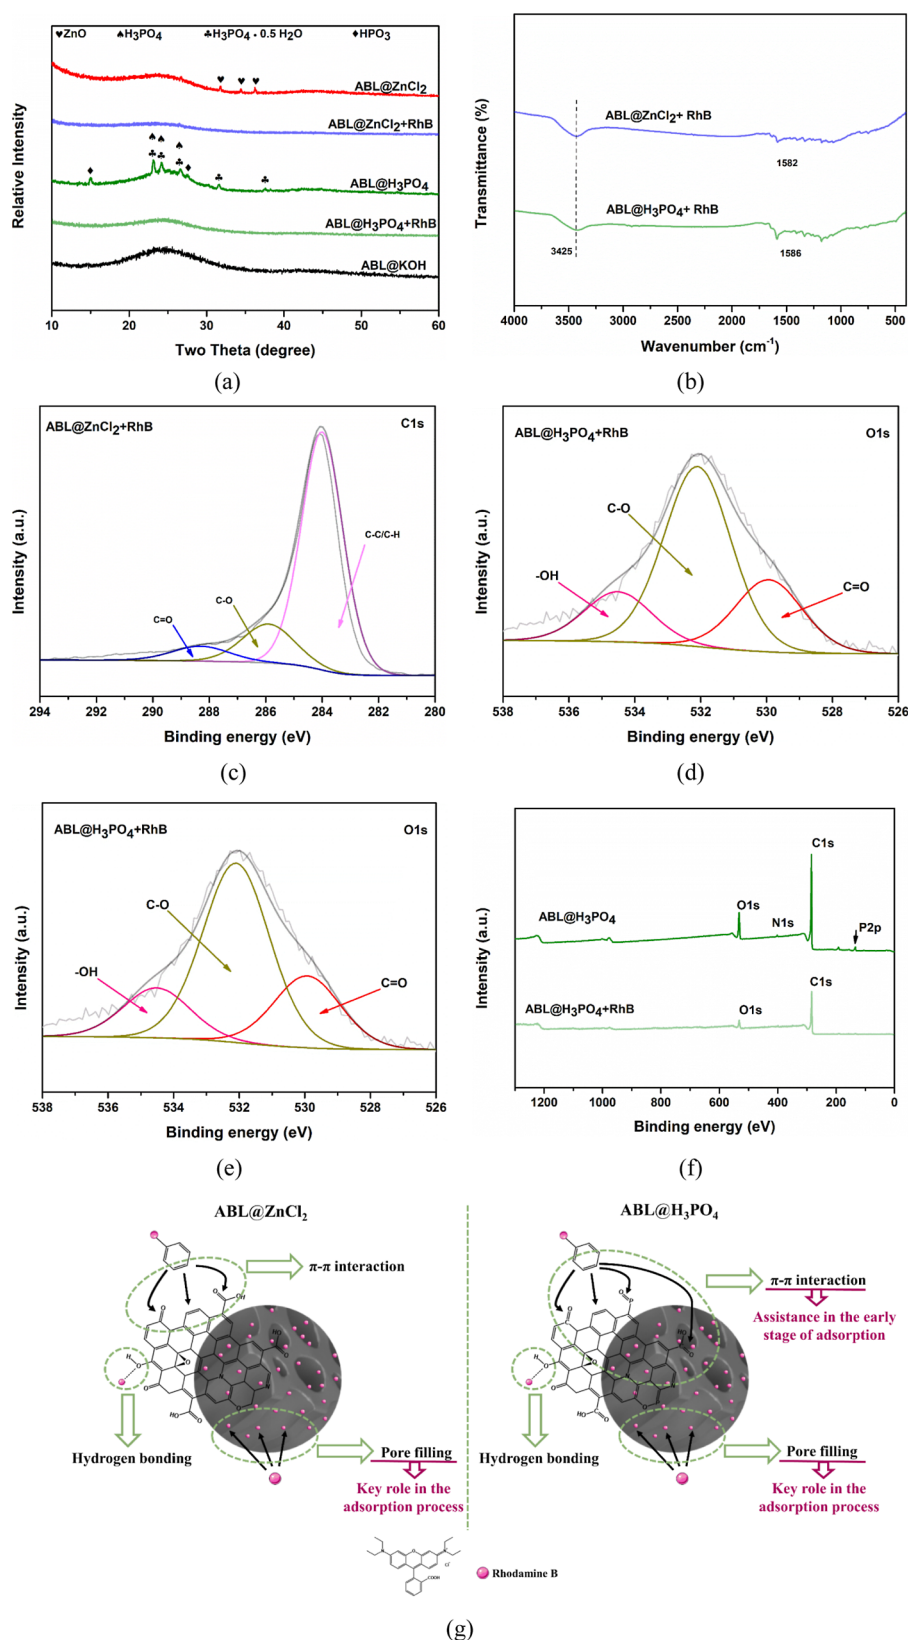 ♥ZnO ♠H₃PO₄ ♣H₃PO₄ · 0.5 H₂O ♦HPO₃
ABL@ZnCl₂
ABL@ZnCl₂+RhB
ABL@H₃PO₄
ABL@H₃PO₄+RhB
ABL@KOH
Relative Intensity
10 20 30 40 50 60
Two Theta (degree)
(a)
ABL@ZnCl₂+ RhB
1582
ABL@H₃PO₄+ RhB
3425
1586
Transmittance (%)
4000 3500 3000 2500 2000 1500 1000 500
Wavenumber (cm⁻¹)
(b)
ABL@ZnCl₂+RhB
C1s
C-C/C-H
C-O
C=O
Intensity (a.u.)
294 292 290 288 286 284 282 280
Binding energy (eV)
(c)
ABL@H₃PO₄+RhB
O1s
C-O
-OH
C=O
Intensity (a.u.)
538 536 534 532 530 528 526
Binding energy (eV)
(d)
ABL@H₃PO₄+RhB
O1s
C-O
-OH
C=O
Intensity (a.u.)
538 536 534 532 530 528 526
Binding energy (eV)
(e)
C1s
ABL@H₃PO₄
O1s
N1s
P2p
C1s
ABL@H₃PO₄+RhB
O1s
Intensity (a.u.)
1200 1000 800 600 400 200 0
Binding energy (eV)
(f)
ABL@ZnCl₂
π-π interaction
Hydrogen bonding
Pore filling
Key role in the
adsorption process
ABL@H₃PO₄
π-π interaction
Assistance in the early
stage of adsorption
Hydrogen bonding
Pore filling
Key role in the
adsorption process
COOH
Cl⁻
Rhodamine B
(g)